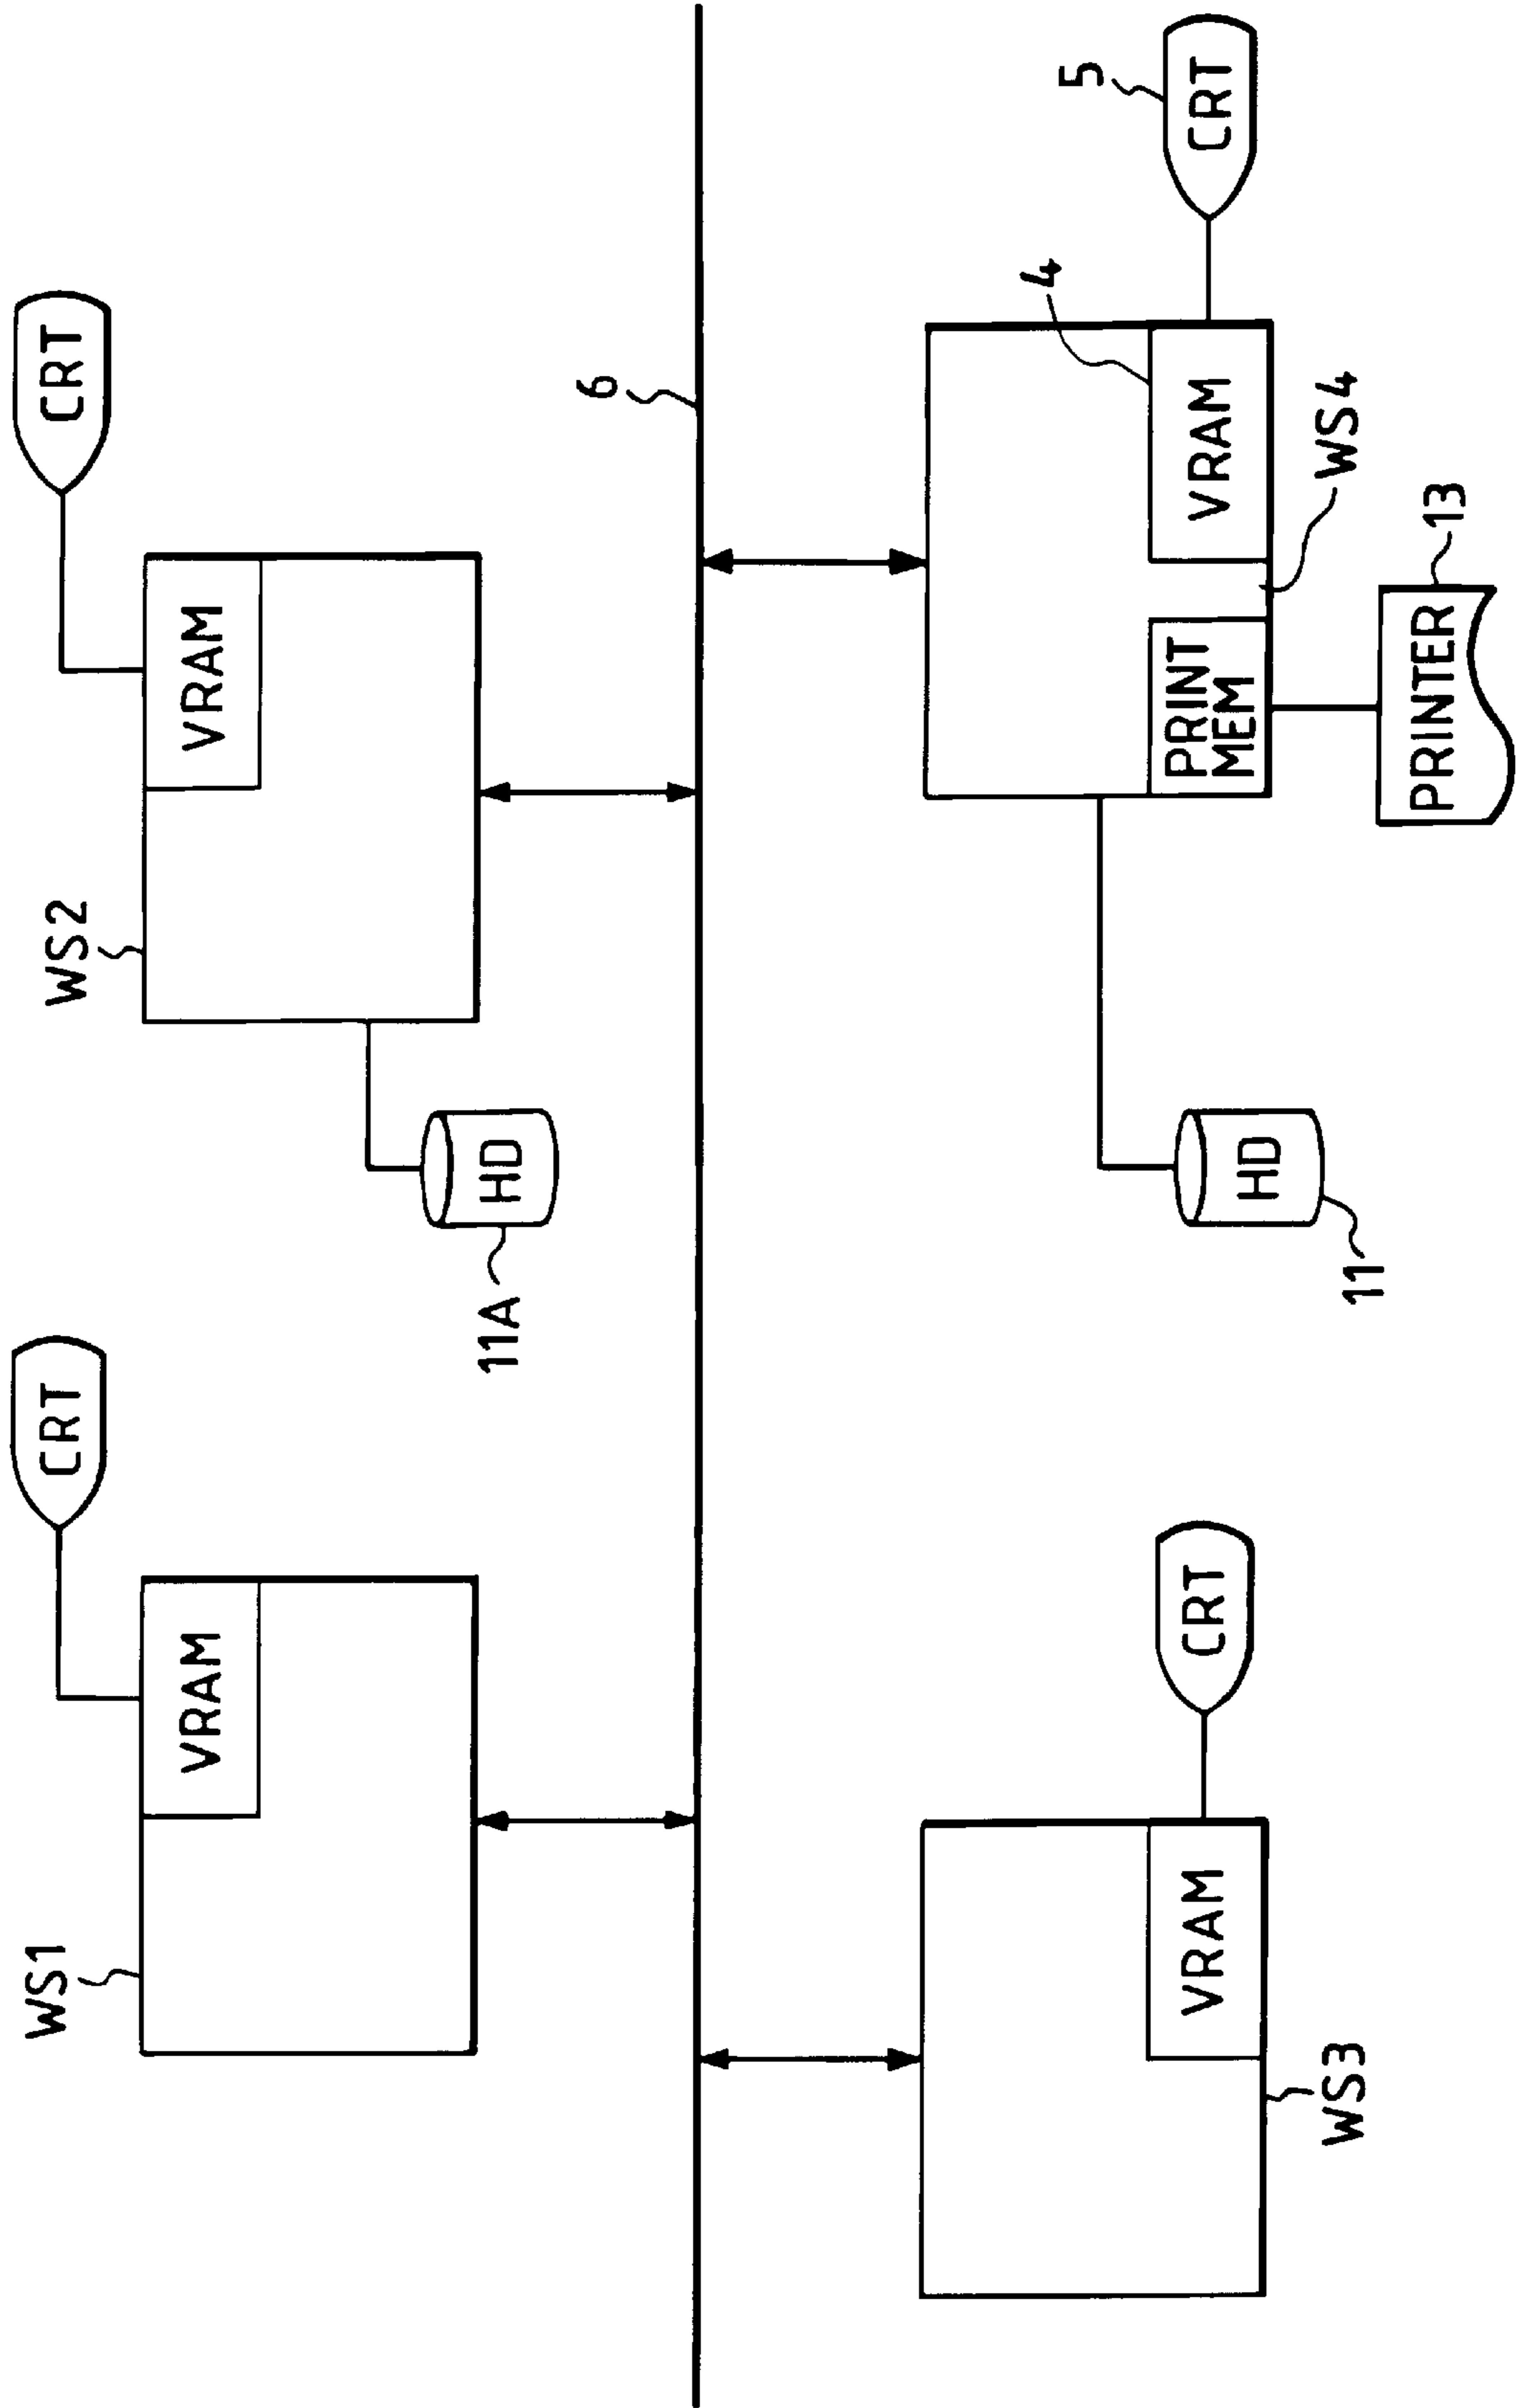 WS1
VRAM
CRT
WS2
VRAM
CRT
11A
HD
6
WS3
VRAM
CRT
11
HD
PRINT
MEM
VRAM
4
CRT
5
WS4
PRINTER
13